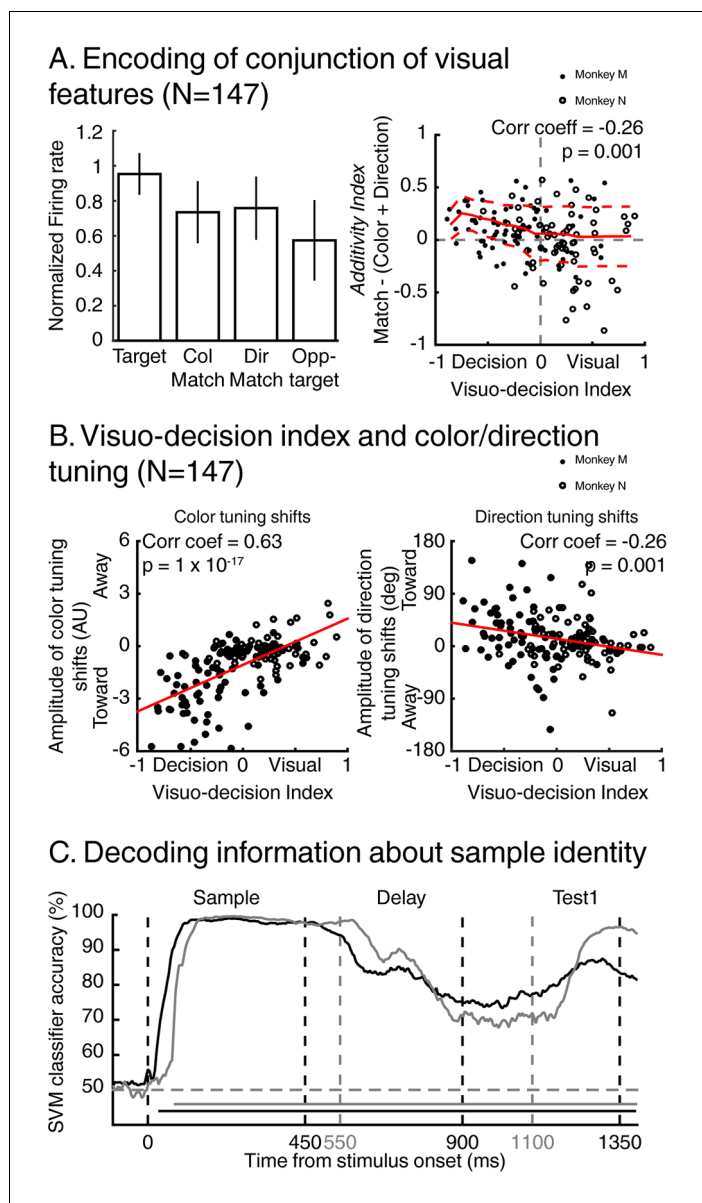 A. Encoding of conjunction of visual
features (N=147)
Monkey M
Monkey N
Normalized Firing rate
1.2
1
0.8
0.6
0.4
0.2
0
Target
Col
Match
Dir
Match
Opp-
target
Corr coeff = -0.26
p = 0.001
Additivity Index
Match - (Color + Direction)
1
0.5
0
-0.5
-1
-1 Decision 0 Visual 1
Visuo-decision Index
B. Visuo-decision index and color/direction
tuning (N=147)
Monkey M
Monkey N
Color tuning shifts
Corr coef = 0.63
p = 1 x 10⁻¹⁷
Amplitude of color tuning
shifts (AU)
Toward Away
6
3
0
-3
-6
-1 Decision 0 Visual 1
Visuo-decision Index
Direction tuning shifts
Corr coef = -0.26
p = 0.001
Amplitude of direction
tuning shifts (deg)
Away Toward
180
90
0
-90
-180
-1 Decision 0 Visual 1
Visuo-decision Index
C. Decoding information about sample identity
Sample Delay Test1
SVM classifier accuracy (%)
100
90
80
70
60
50
0 450 550 900 1100 1350
Time from stimulus onset (ms)